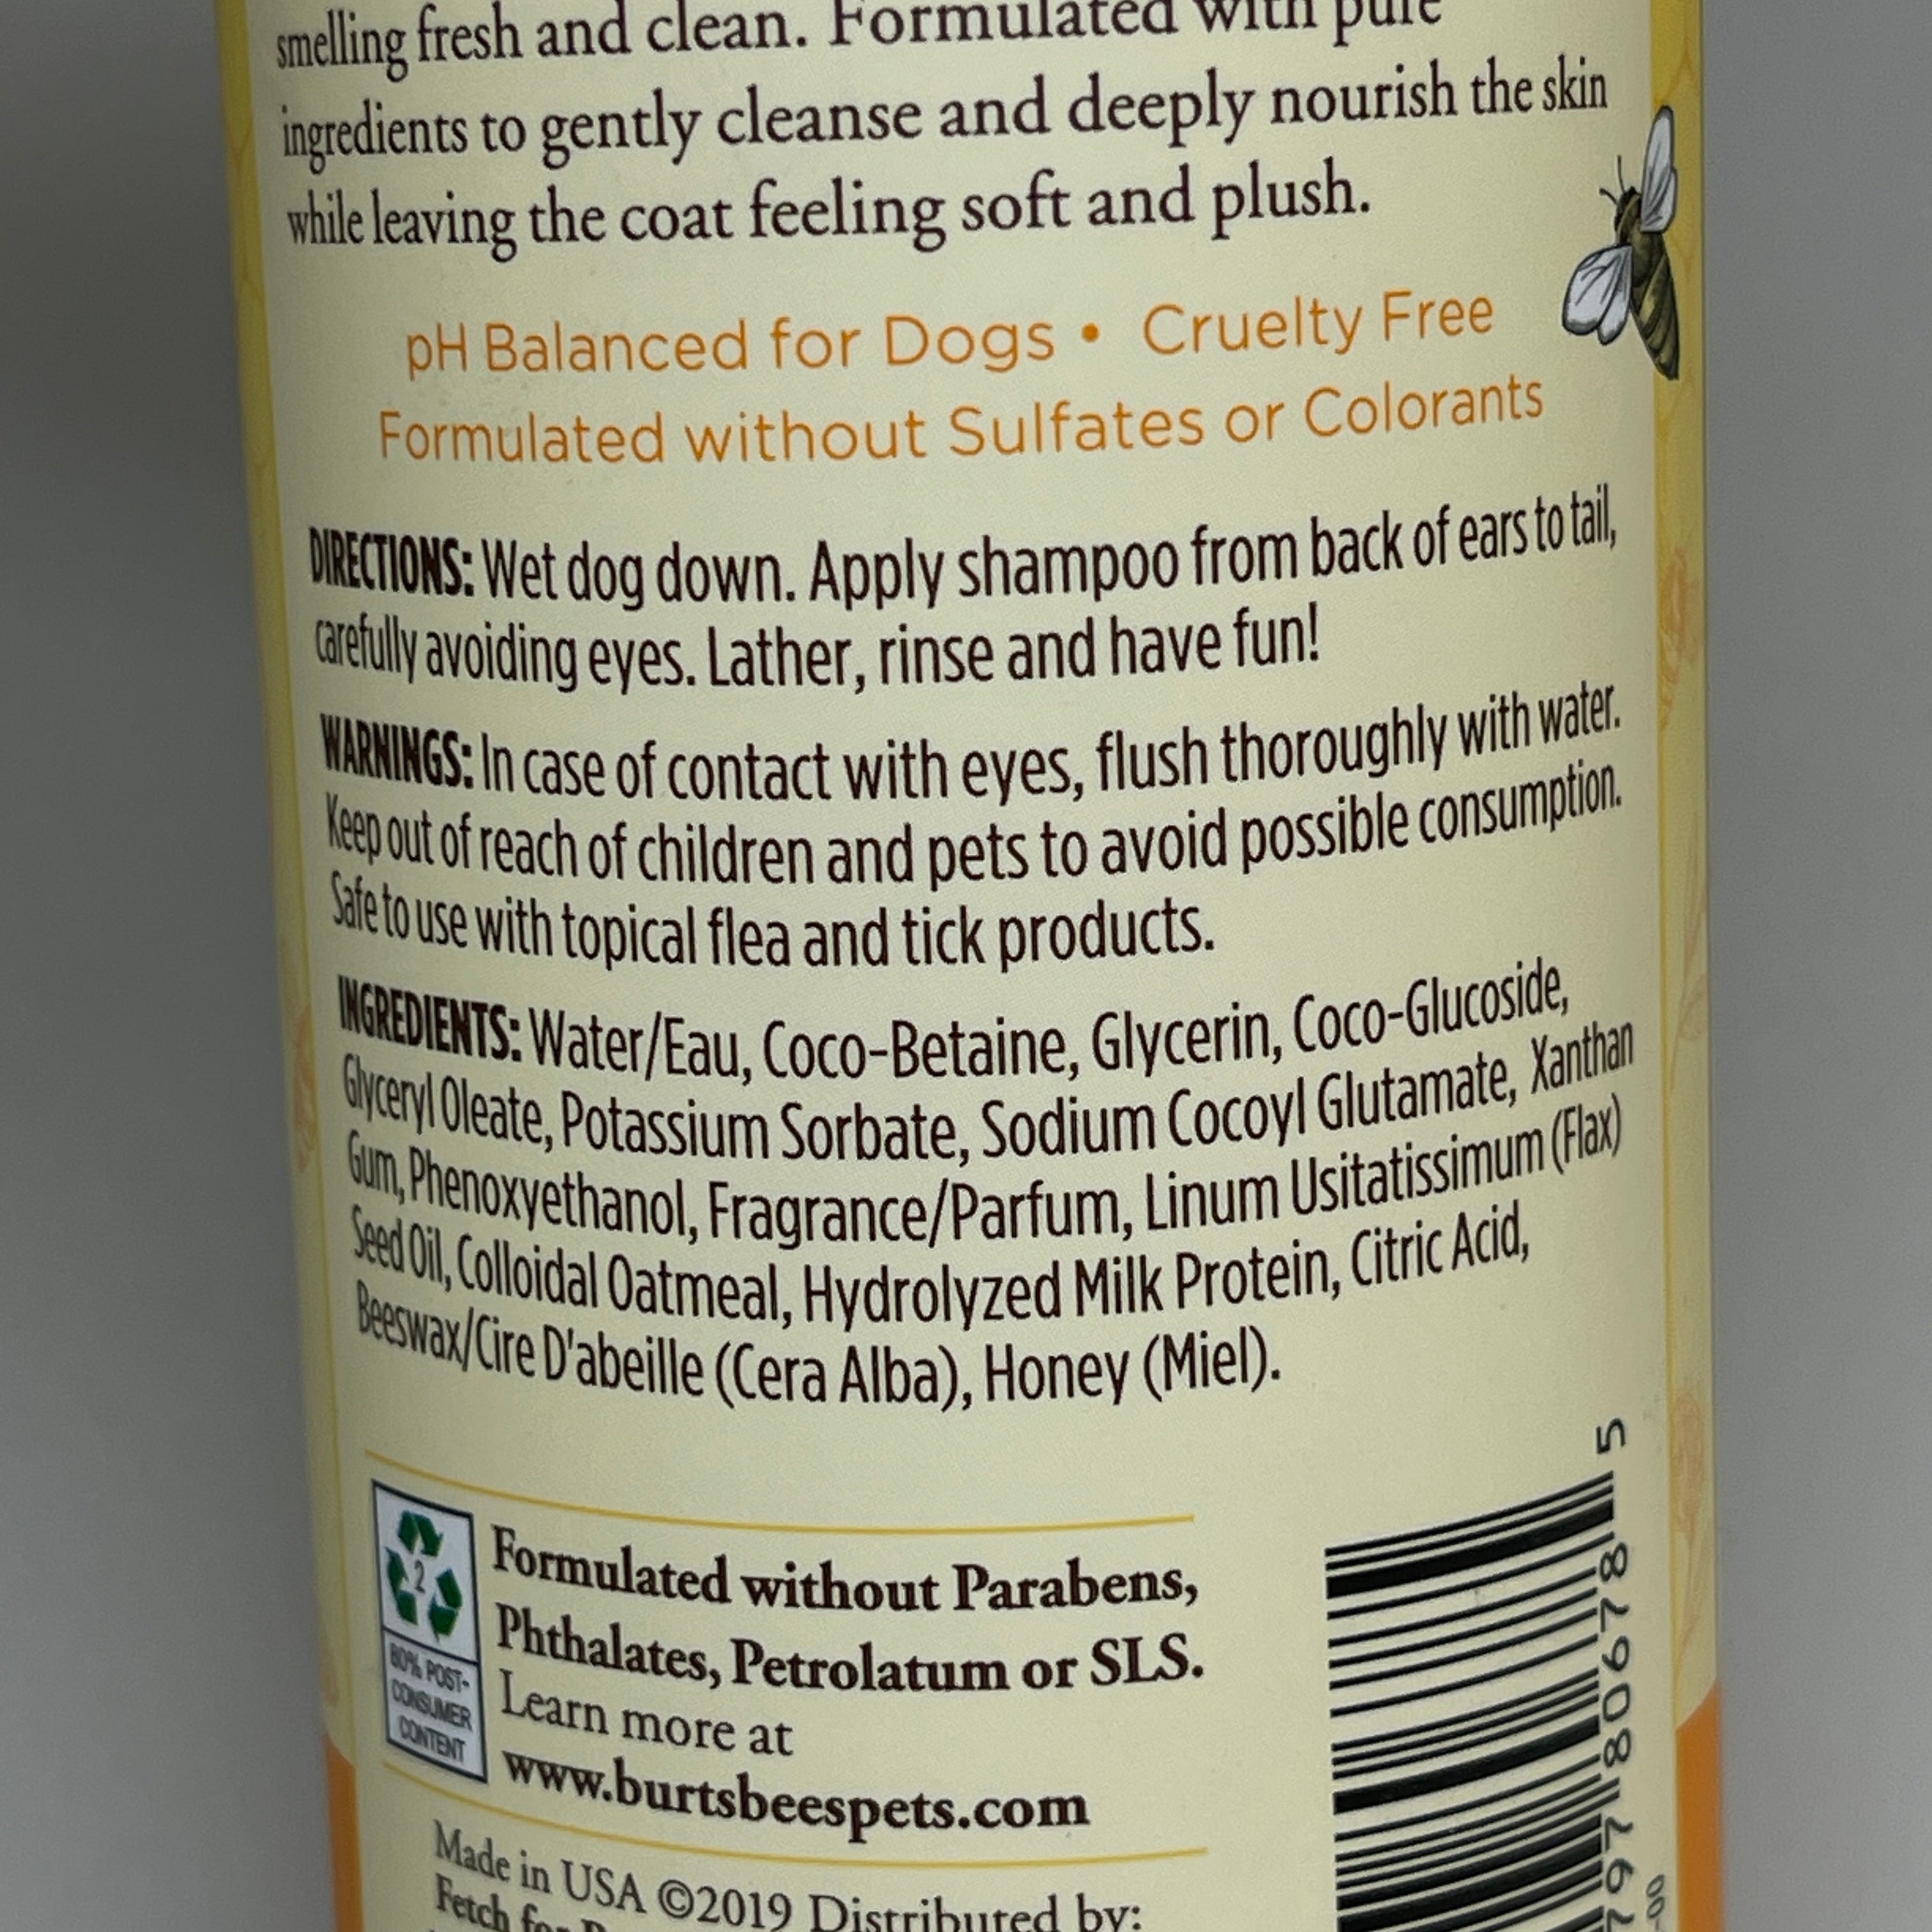 smelling fresh and clean. Formulated with pure
ingredients to gently cleanse and deeply nourish the skin
while leaving the coat feeling soft and plush.
pH Balanced for Dogs • Cruelty Free
Formulated without Sulfates or Colorants
DIRECTIONS: Wet dog down. Apply shampoo from back of ears to tail,
carefully avoiding eyes. Lather, rinse and have fun!
WARNINGS: In case of contact with eyes, flush thoroughly with water.
Keep out of reach of children and pets to avoid possible consumption.
Safe to use with topical flea and tick products.
INGREDIENTS: Water/Eau, Coco-Betaine, Glycerin, Coco-Glucoside,
Glyceryl Oleate, Potassium Sorbate, Sodium Cocoyl Glutamate, Xanthan
Gum, Phenoxyethanol, Fragrance/Parfum, Linum Usitatissimum (Flax)
Seed Oil, Colloidal Oatmeal, Hydrolyzed Milk Protein, Citric Acid,
Beeswax/Cire D'abeille (Cera Alba), Honey (Miel).
2
80% POST-
CONSUMER
CONTENT
Formulated without Parabens,
Phthalates, Petrolatum or SLS.
Learn more at
www.burtsbeespets.com
Made in USA ©2019 Distributed by:
Fetch for
797 80678 5